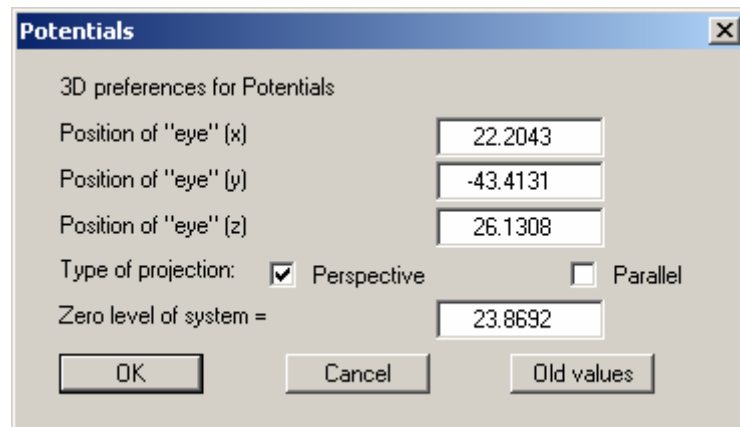 Potentials
3D preferences for Potentials
Position of "eye" (x) 22.2043
Position of "eye" (y) -43.4131
Position of "eye" (z) 26.1308
Type of projection: Perspective Parallel
Zero level of system = 23.8692
OK Cancel Old values